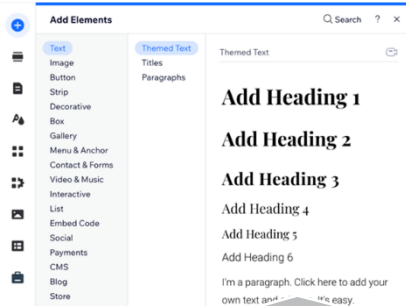 Add Elements
Search ? ×
Text
Image
Button
Strip
Decorative
Box
Gallery
Menu & Anchor
Contact & Forms
Video & Music
Interactive
List
Embed Code
Social
Payments
CMS
Blog
Store
Themed Text
Titles
Paragraphs
Themed Text
Add Heading 1
Add Heading 2
Add Heading 3
Add Heading 4
Add Heading 5
Add Heading 6
I'm a paragraph. Click here to add your
own text and It's easy.